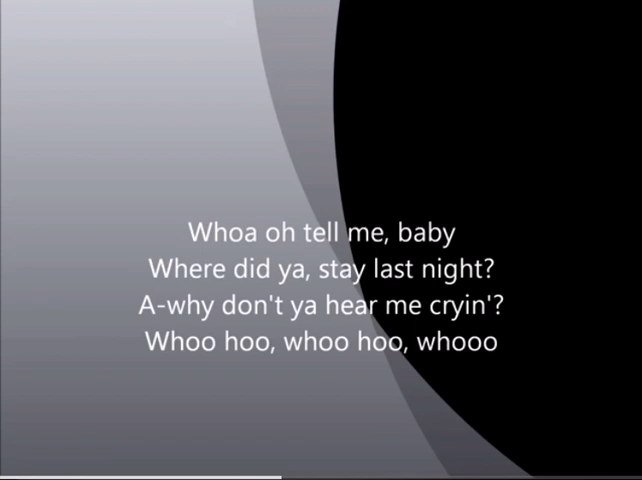 Whoa oh tell me, baby
Where did ya, stay last night?
A-why don't ya hear me cryin'?
Whoo hoo, whoo hoo, whooo